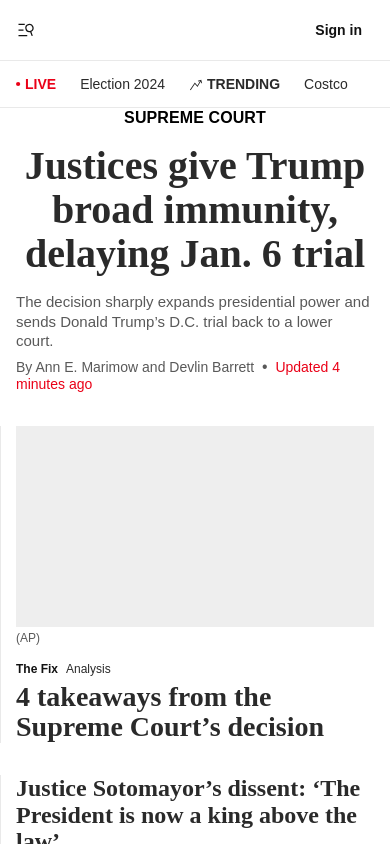 Sign in
• LIVE Election 2024 TRENDING Costco
SUPREME COURT
Justices give Trump
broad immunity,
delaying Jan. 6 trial
The decision sharply expands presidential power and
sends Donald Trump’s D.C. trial back to a lower
court.
By Ann E. Marimow and Devlin Barrett • Updated 4
minutes ago
(AP)
The Fix Analysis
4 takeaways from the
Supreme Court’s decision
Justice Sotomayor’s dissent: ‘The
President is now a king above the
law’